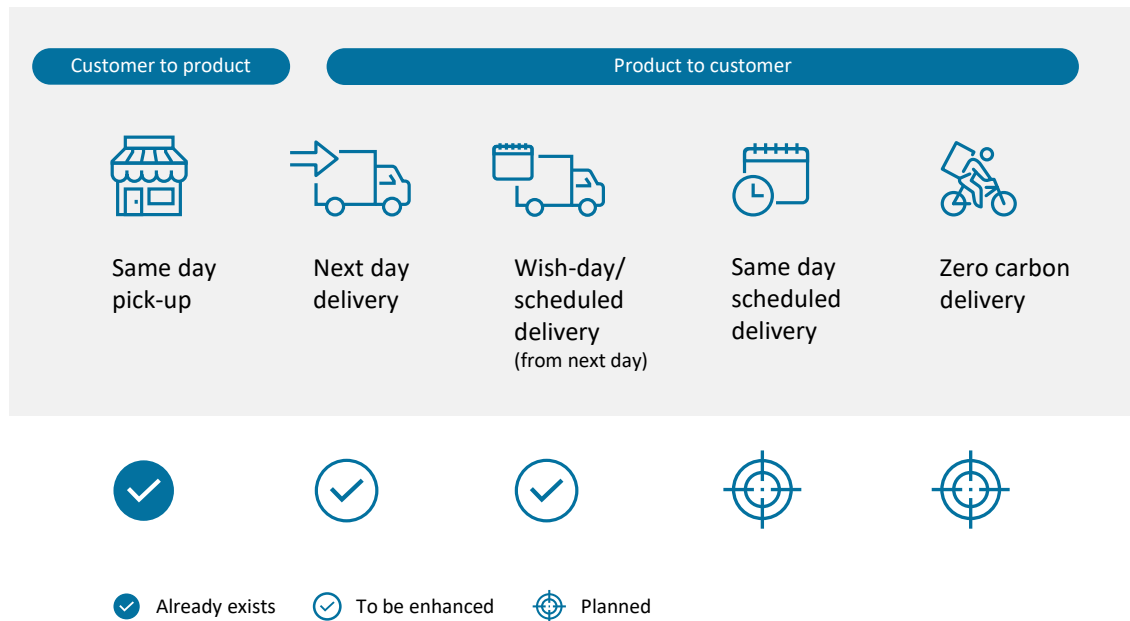 Customer to product
Product to customer
Same day
pick-up
Next day
delivery
Wish-day/
scheduled
delivery
(from next day)
Same day
scheduled
delivery
Zero carbon
delivery
Already exists
To be enhanced
Planned